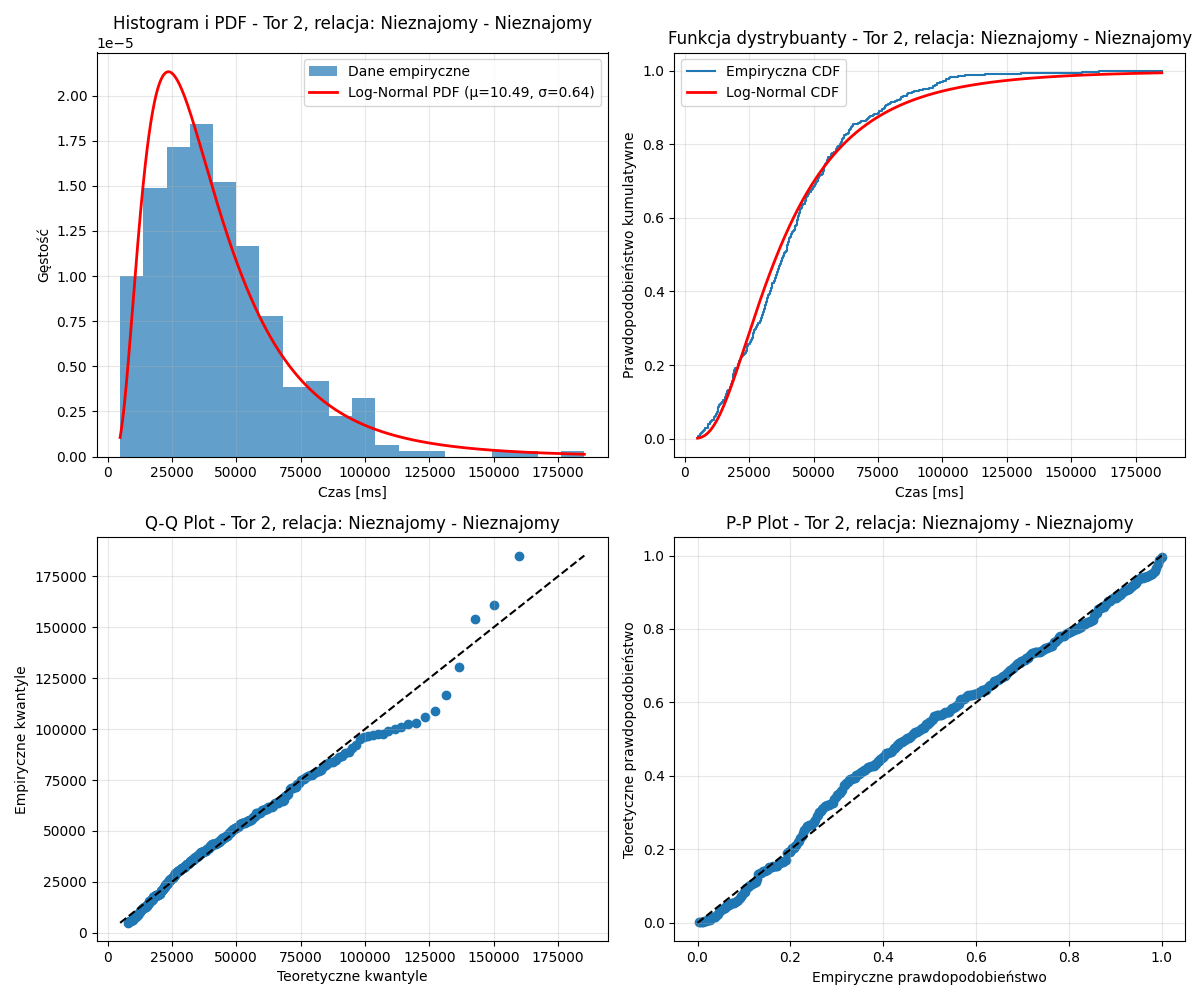 Histogram i PDF - Tor 2, relacja: Nieznajomy - Nieznajomy
1e−5
Dane empiryczne
Log-Normal PDF (μ=10.49, σ=0.64)
Gęstość
2.00
1.75
1.50
1.25
1.00
0.75
0.50
0.25
0.00
0 25000 50000 75000 100000 125000 150000 175000
Czas [ms]
Funkcja dystrybuanty - Tor 2, relacja: Nieznajomy - Nieznajomy
Empiryczna CDF
Log-Normal CDF
Prawdopodobieństwo kumulatywne
1.0
0.8
0.6
0.4
0.2
0.0
0 25000 50000 75000 100000 125000 150000 175000
Czas [ms]
Q-Q Plot - Tor 2, relacja: Nieznajomy - Nieznajomy
Empiryczne kwantyle
175000
150000
125000
100000
75000
50000
25000
0
0 25000 50000 75000 100000 125000 150000 175000
Teoretyczne kwantyle
P-P Plot - Tor 2, relacja: Nieznajomy - Nieznajomy
Teoretyczne prawdopodobieństwo
1.0
0.8
0.6
0.4
0.2
0.0
0.0 0.2 0.4 0.6 0.8 1.0
Empiryczne prawdopodobieństwo